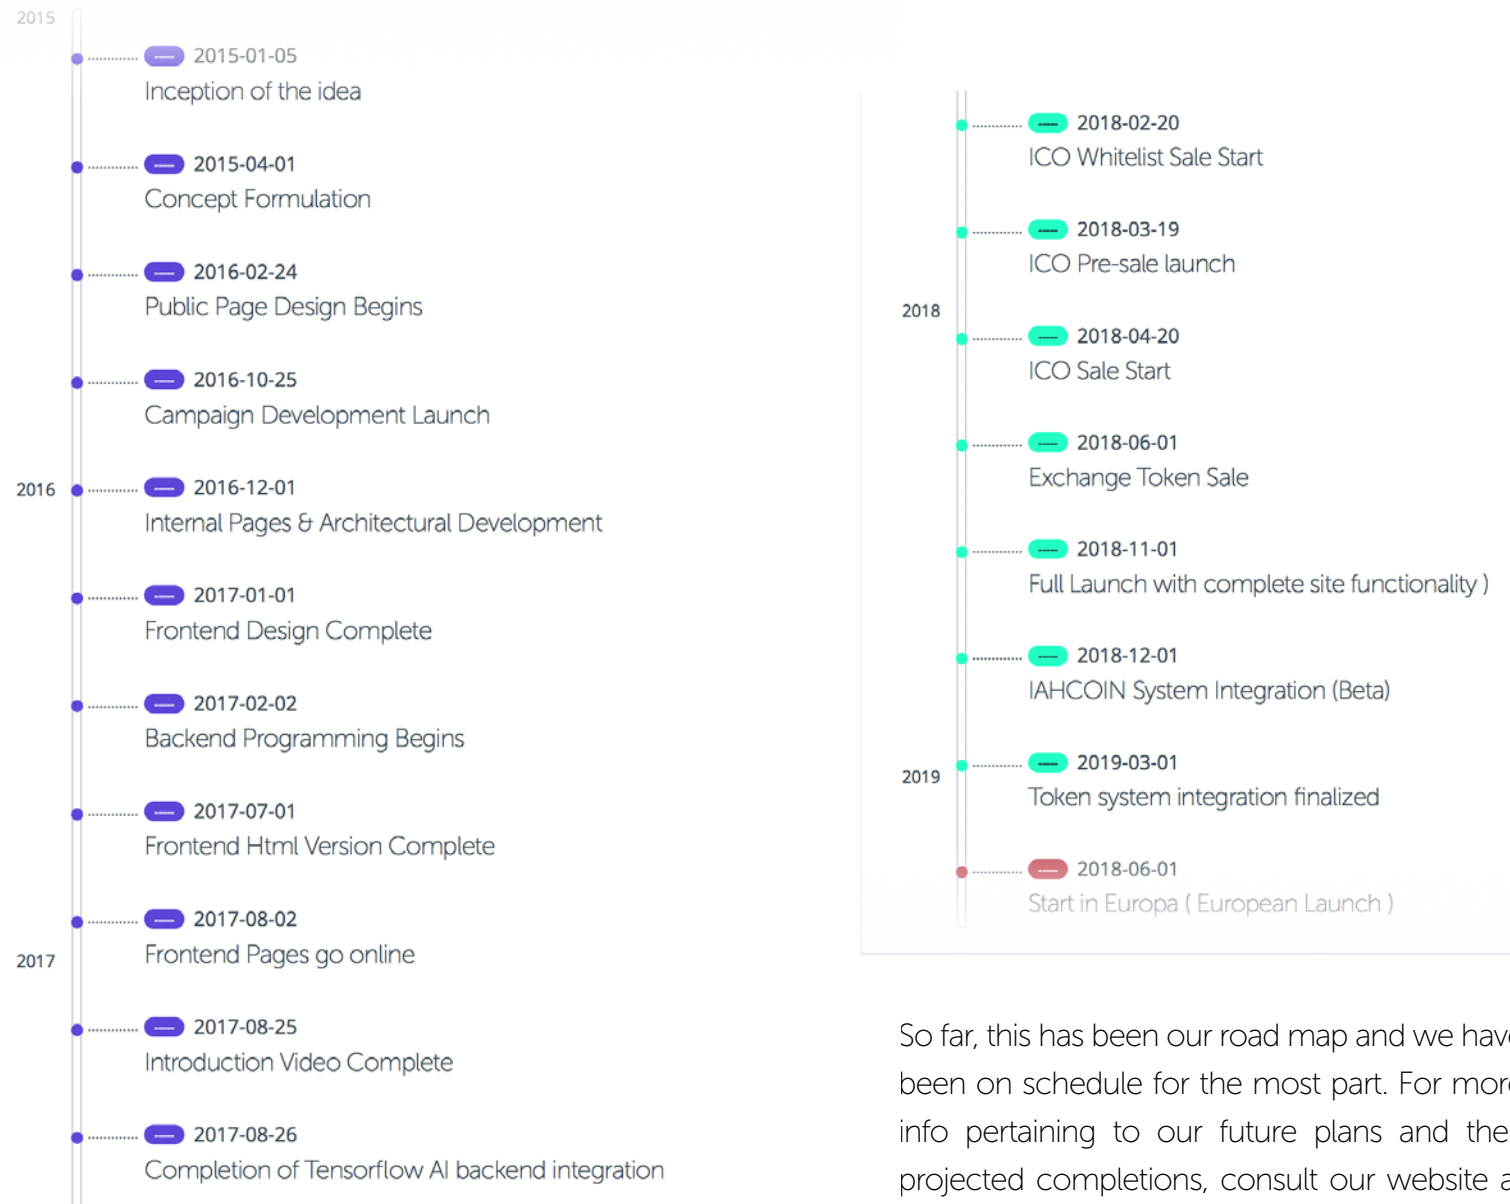 2015
2015-01-05
Inception of the idea
2015-04-01
Concept Formulation
2016-02-24
Public Page Design Begins
2016-10-25
Campaign Development Launch
2016
2016-12-01
Internal Pages & Architectural Development
2017-01-01
Frontend Design Complete
2017-02-02
Backend Programming Begins
2017-07-01
Frontend Html Version Complete
2017-08-02
Frontend Pages go online
2017
2017-08-25
Introduction Video Complete
2017-08-26
Completion of Tensorflow AI backend integration
2018-02-20
ICO Whitelist Sale Start
2018-03-19
ICO Pre-sale launch
2018
2018-04-20
ICO Sale Start
2018-06-01
Exchange Token Sale
2018-11-01
Full Launch with complete site functionality )
2018-12-01
IAHCOIN System Integration (Beta)
2019
2019-03-01
Token system integration finalized
2018-06-01
Start in Europa ( European Launch )
So far, this has been our road map and we have
been on schedule for the most part. For more
info pertaining to our future plans and the
projected completions, consult our website a